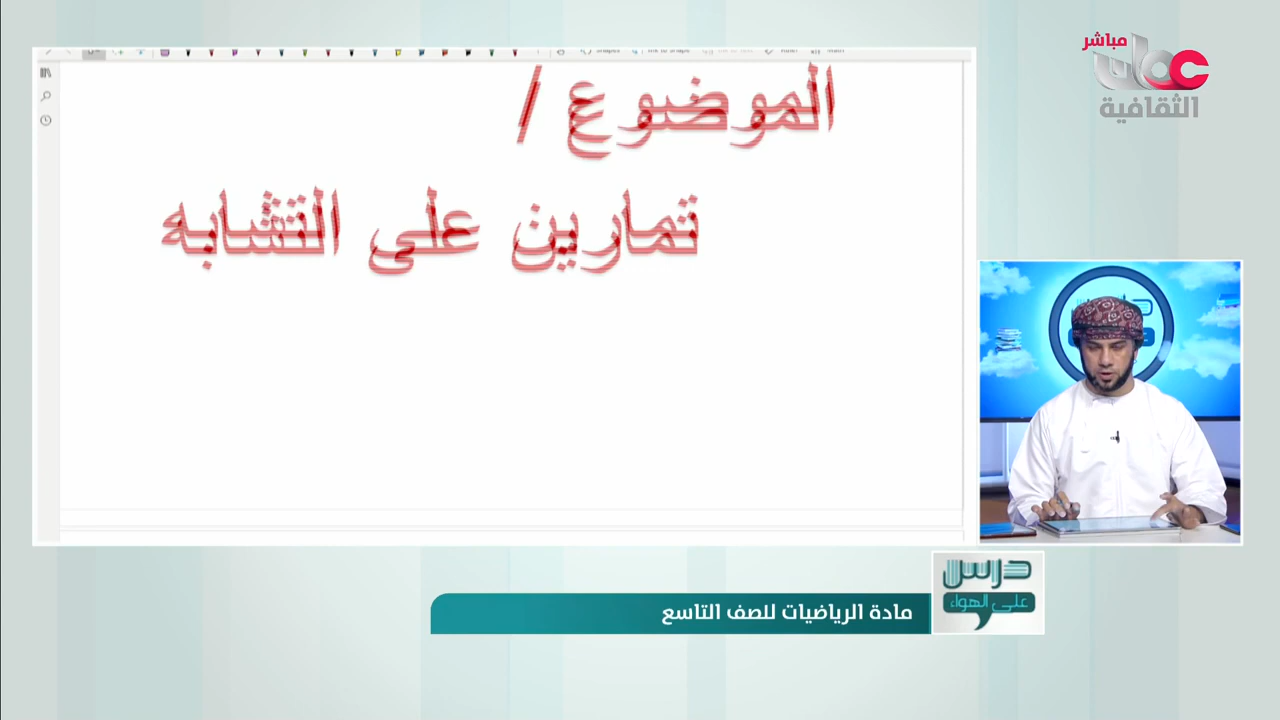 مباشر
عمان
الثقافية
الموضوع /
تمارين على التشابه
درس
على الهواء
مادة الرياضيات للصف التاسع